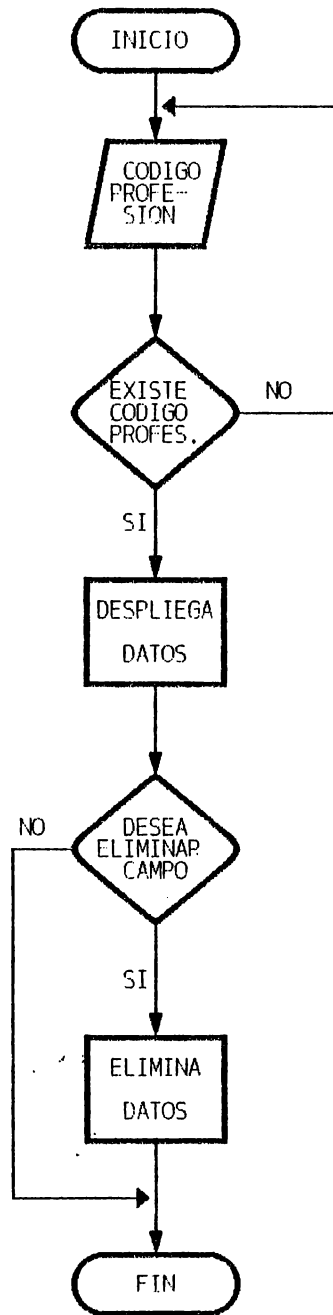 INICIO
CODIGO
PROFE-
SION
EXISTE
CODIGO
PROFES.
NO
SI
DESPLIEGA
DATOS
NO
DESEA
ELIMINAR
CAMPO
SI
ELIMINA
DATOS
FIN